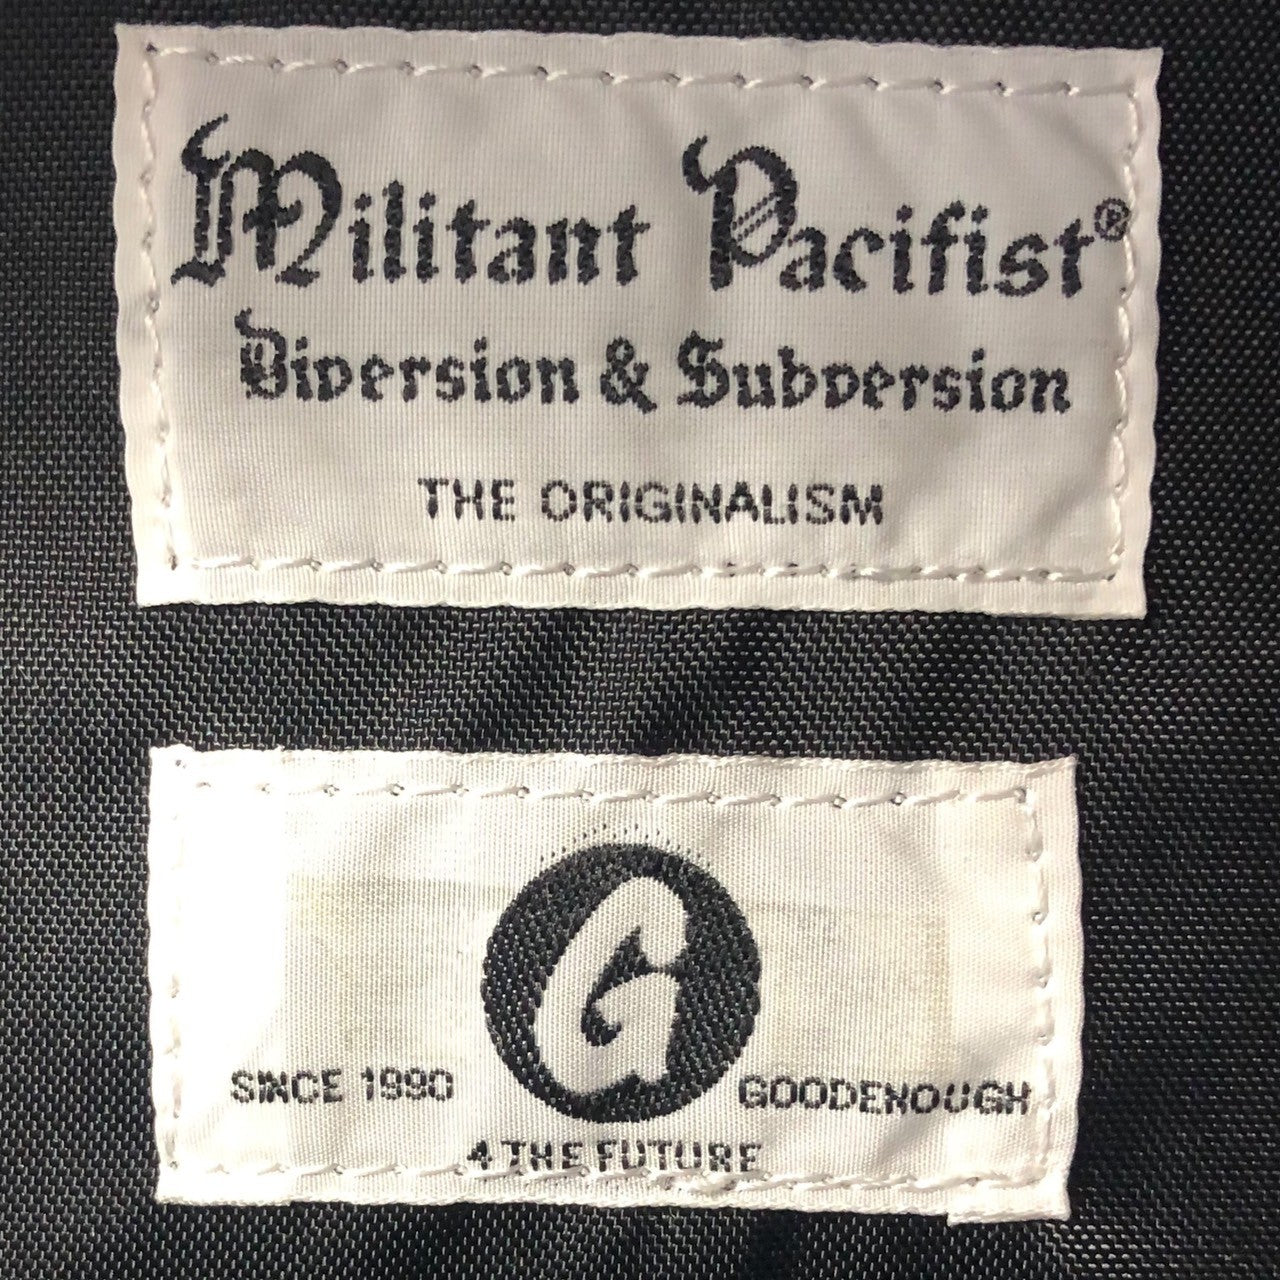 Militant Pacifist®
Diversion & Subversion
THE ORIGINALISM
G
SINCE 1990 GOODENOUGH
4 THE FUTURE